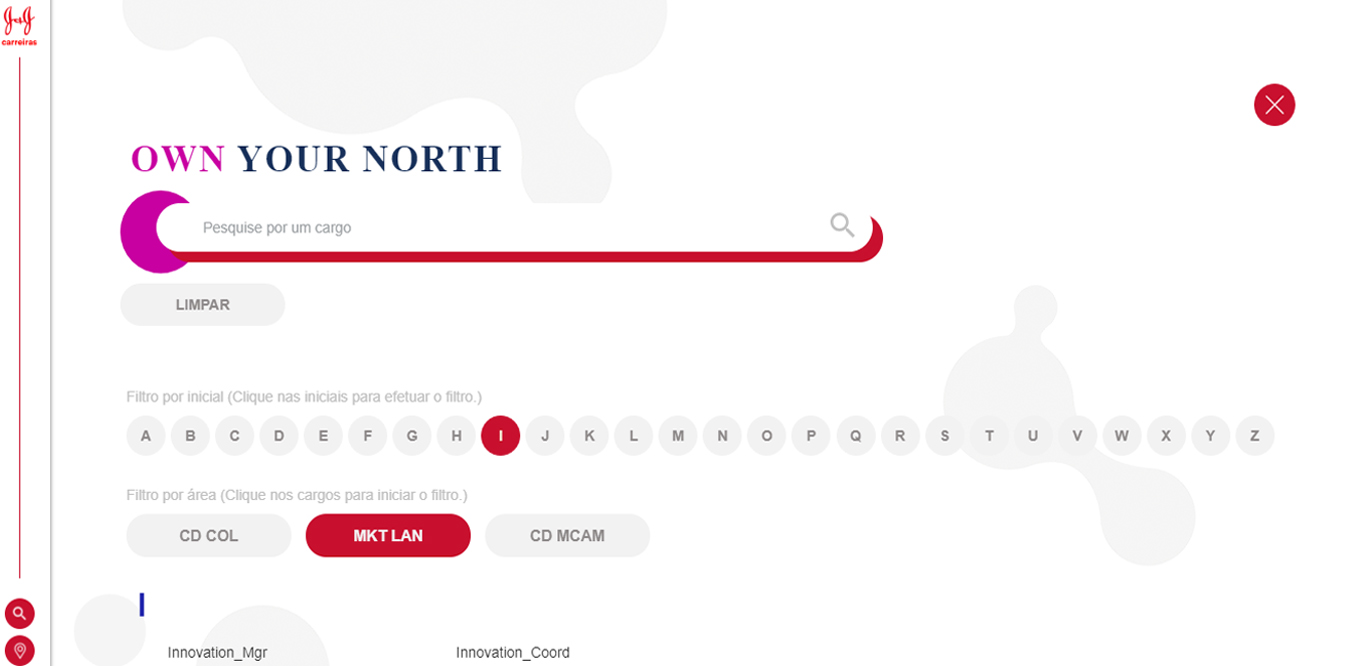 J&J
carreiras
OWN YOUR NORTH
Pesquise por um cargo
LIMPAR
Filtro por inicial (Clique nas iniciais para efetuar o filtro.)
A B C D E F G H I J K L M N O P Q R S T U V W X Y Z
Filtro por área (Clique nos cargos para iniciar o filtro.)
CD COL MKT LAN CD MCAM
I
Innovation_Mgr Innovation_Coord